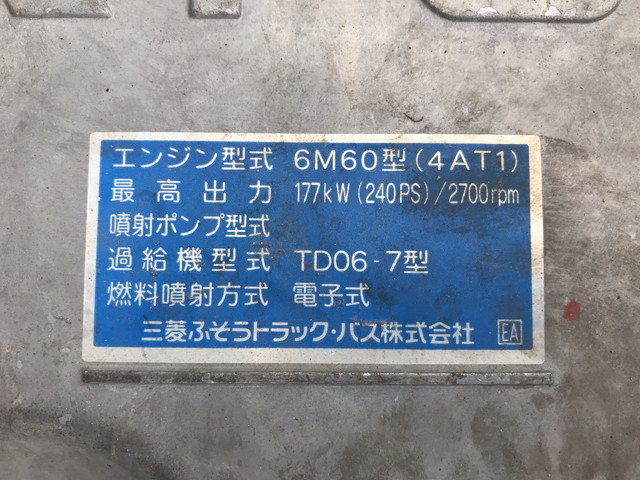 エンジン型式 6M60型(4AT1)
最高出力 177kW(240PS)/2700rpm
噴射ポンプ型式
過給機型式 TD06-7型
燃料噴射方式 電子式
三菱ふそうトラック・バス株式会社 EA